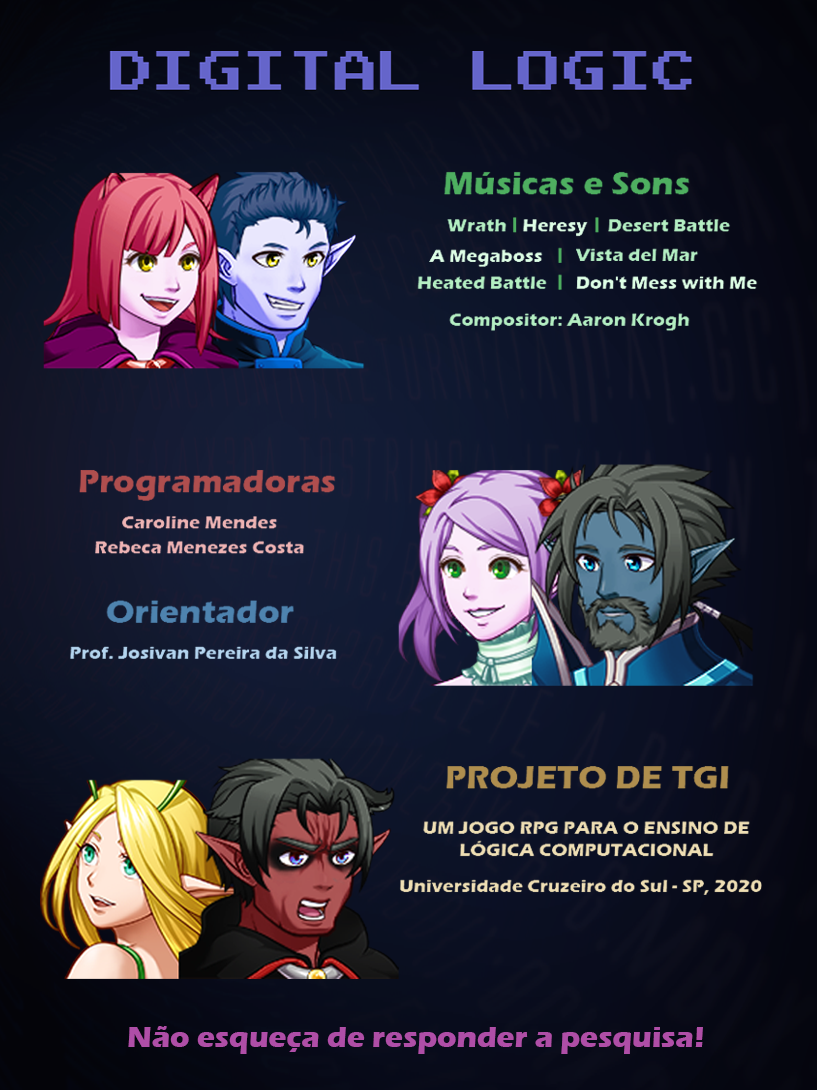 DIGITAL LOGIC
Músicas e Sons
Wrath | Heresy | Desert Battle
A Megaboss | Vista del Mar
Heated Battle | Don't Mess with Me
Compositor: Aaron Krogh
Programadoras
Caroline Mendes
Rebeca Menezes Costa
Orientador
Prof. Josivan Pereira da Silva
PROJETO DE TGI
UM JOGO RPG PARA O ENSINO DE
LÓGICA COMPUTACIONAL
Universidade Cruzeiro do Sul - SP, 2020
Não esqueça de responder a pesquisa!